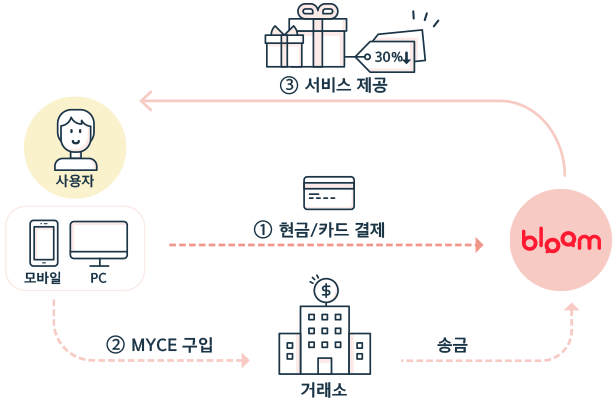 30%
③ 서비스 제공
사용자
① 현금/카드 결제
bloam
모바일
PC
$
② MYCE 구입
송금
거래소